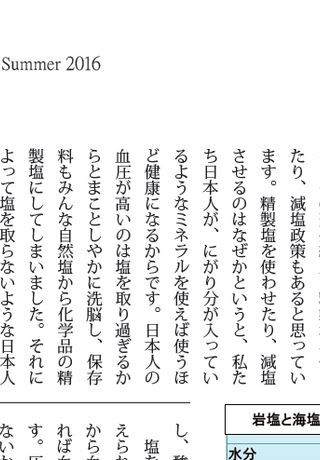 Summer 2016
たり、減塩政策もあると思ってい
ます。精製塩を使わせたり、減塩
させるのはなぜかというと、私た
ち日本人が、にがり分が入ってい
るようなミネラルを使えば使うほ
ど健康になるからです。日本人の
血圧が高いのは塩を取り過ぎるか
らとまことしやかに洗脳し、保存
料もみんな自然塩から化学品の精
製塩にしてしまいました。それに
よって塩を取らないような日本人
岩塩と海塩
水分
し、
塩を
えられ
からか
ればか
す。圧
ないか